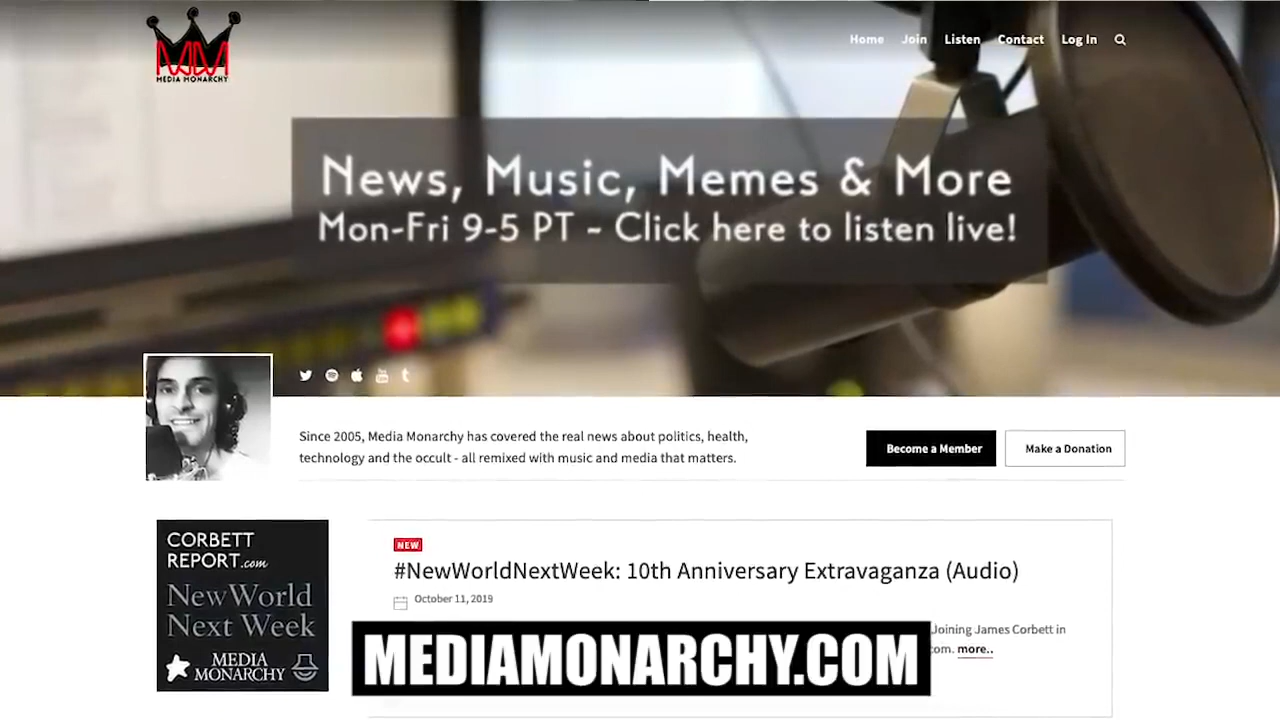 MM
MEDIA MONARCHY
Home Join Listen Contact Log In
News, Music, Memes & More
Mon-Fri 9-5 PT ~ Click here to listen live!
Since 2005, Media Monarchy has covered the real news about politics, health,
technology and the occult - all remixed with music and media that matters.
Become a Member
Make a Donation
CORBETT
REPORT.com
New World
Next Week
MEDIA
MONARCHY
NEW
#NewWorldNextWeek: 10th Anniversary Extravaganza (Audio)
October 11, 2019
Joining James Corbett in
com. more..
MEDIAMONARCHY.COM